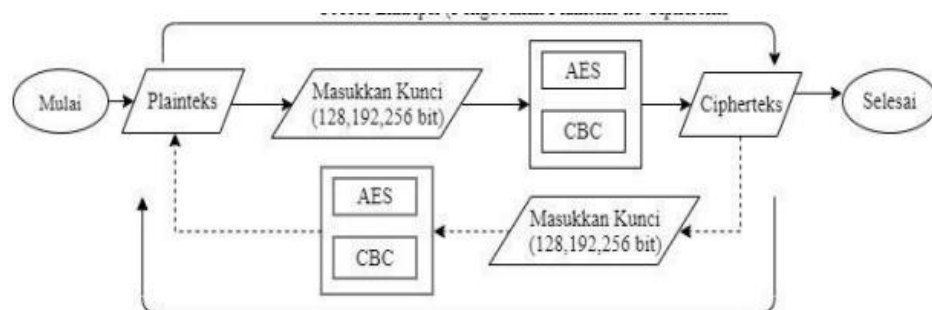 Mulai
Plainteks
Masukkan Kunci
(128,192,256 bit)
AES
CBC
Cipherteks
Selesai
AES
CBC
Masukkan Kunci
(128,192,256 bit)